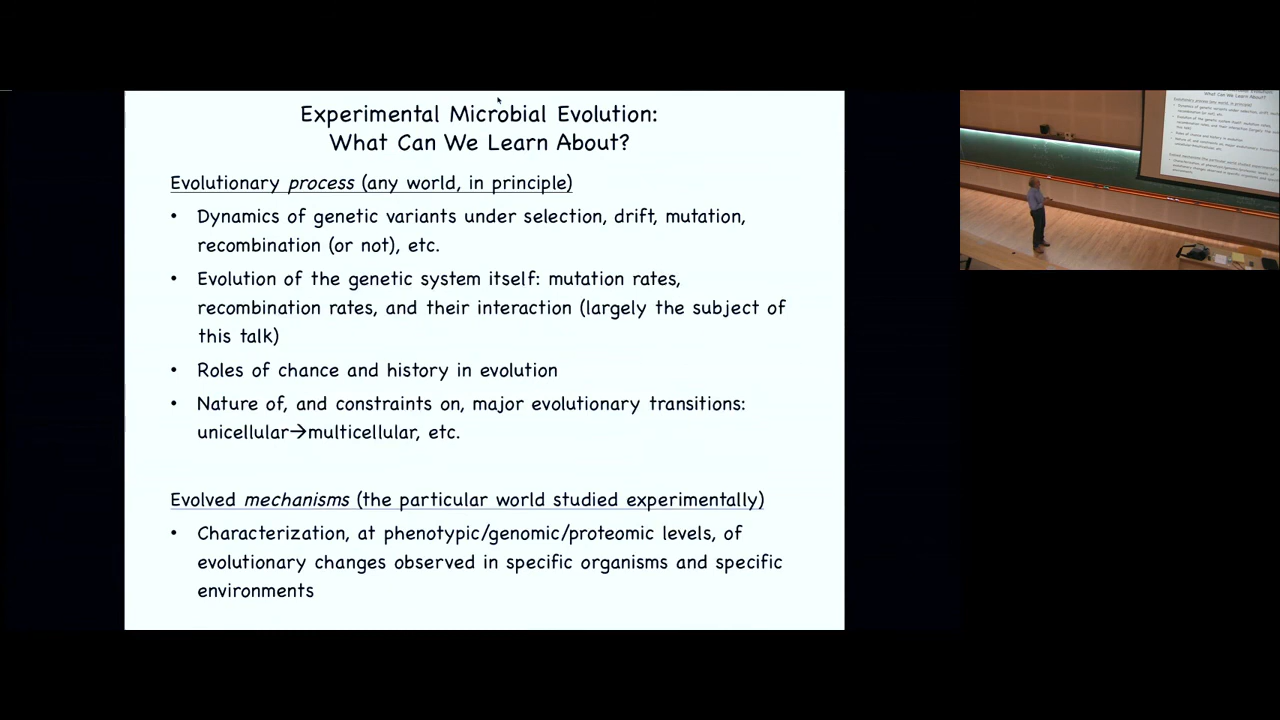 Experimental Microbial Evolution:
What Can We Learn About?
Evolutionary process (any world, in principle)
• Dynamics of genetic variants under selection, drift, mutation,
recombination (or not), etc.
• Evolution of the genetic system itself: mutation rates,
recombination rates, and their interaction (largely the subject of
this talk)
• Roles of chance and history in evolution
• Nature of, and constraints on, major evolutionary transitions:
unicellular→multicellular, etc.
Evolved mechanisms (the particular world studied experimentally)
• Characterization, at phenotypic/genomic/proteomic levels, of
evolutionary changes observed in specific organisms and specific
environments